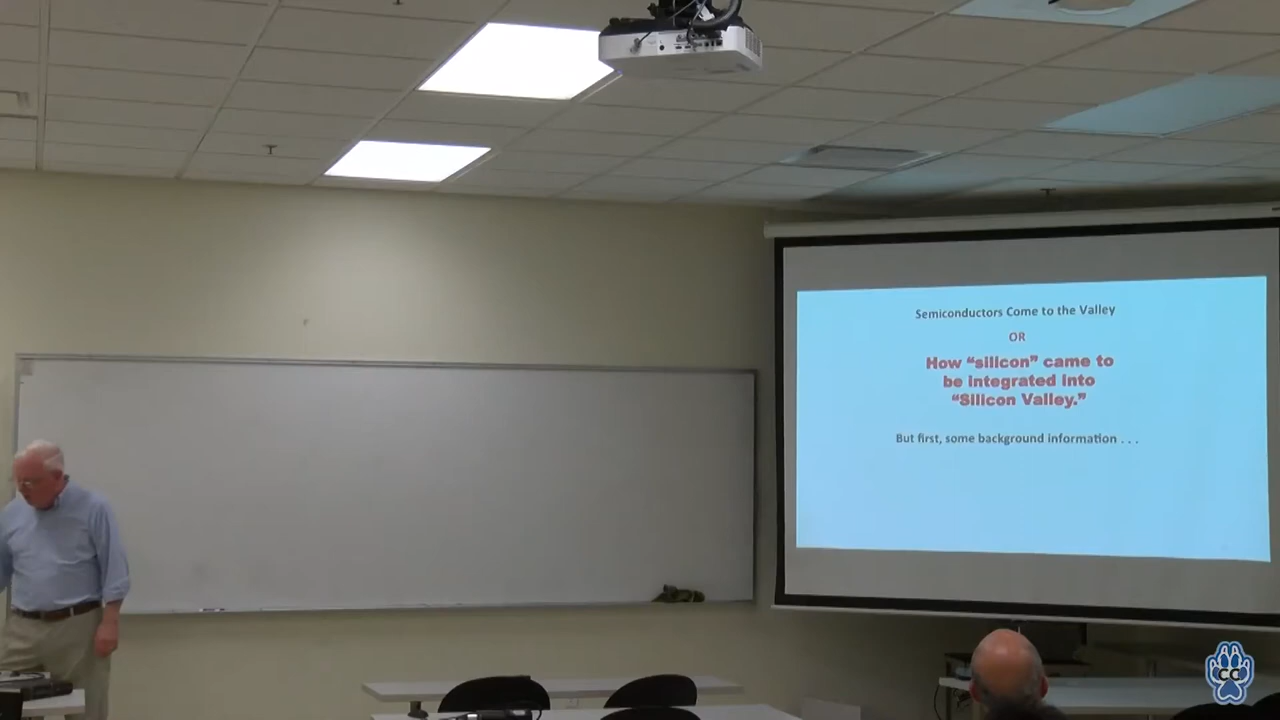 Semiconductors Come to the Valley
OR
How “silicon” came to
be integrated into
“Silicon Valley.”
But first, some background information . . .
CC